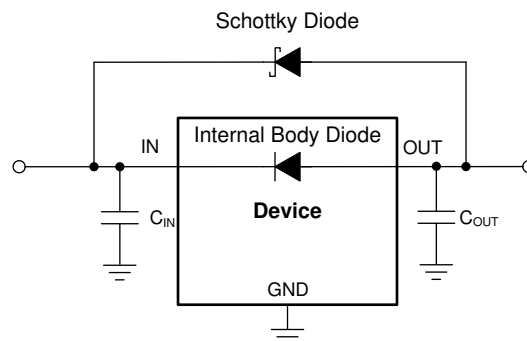 Schottky Diode
Internal Body Diode
IN
OUT
C_IN
Device
C_OUT
GND